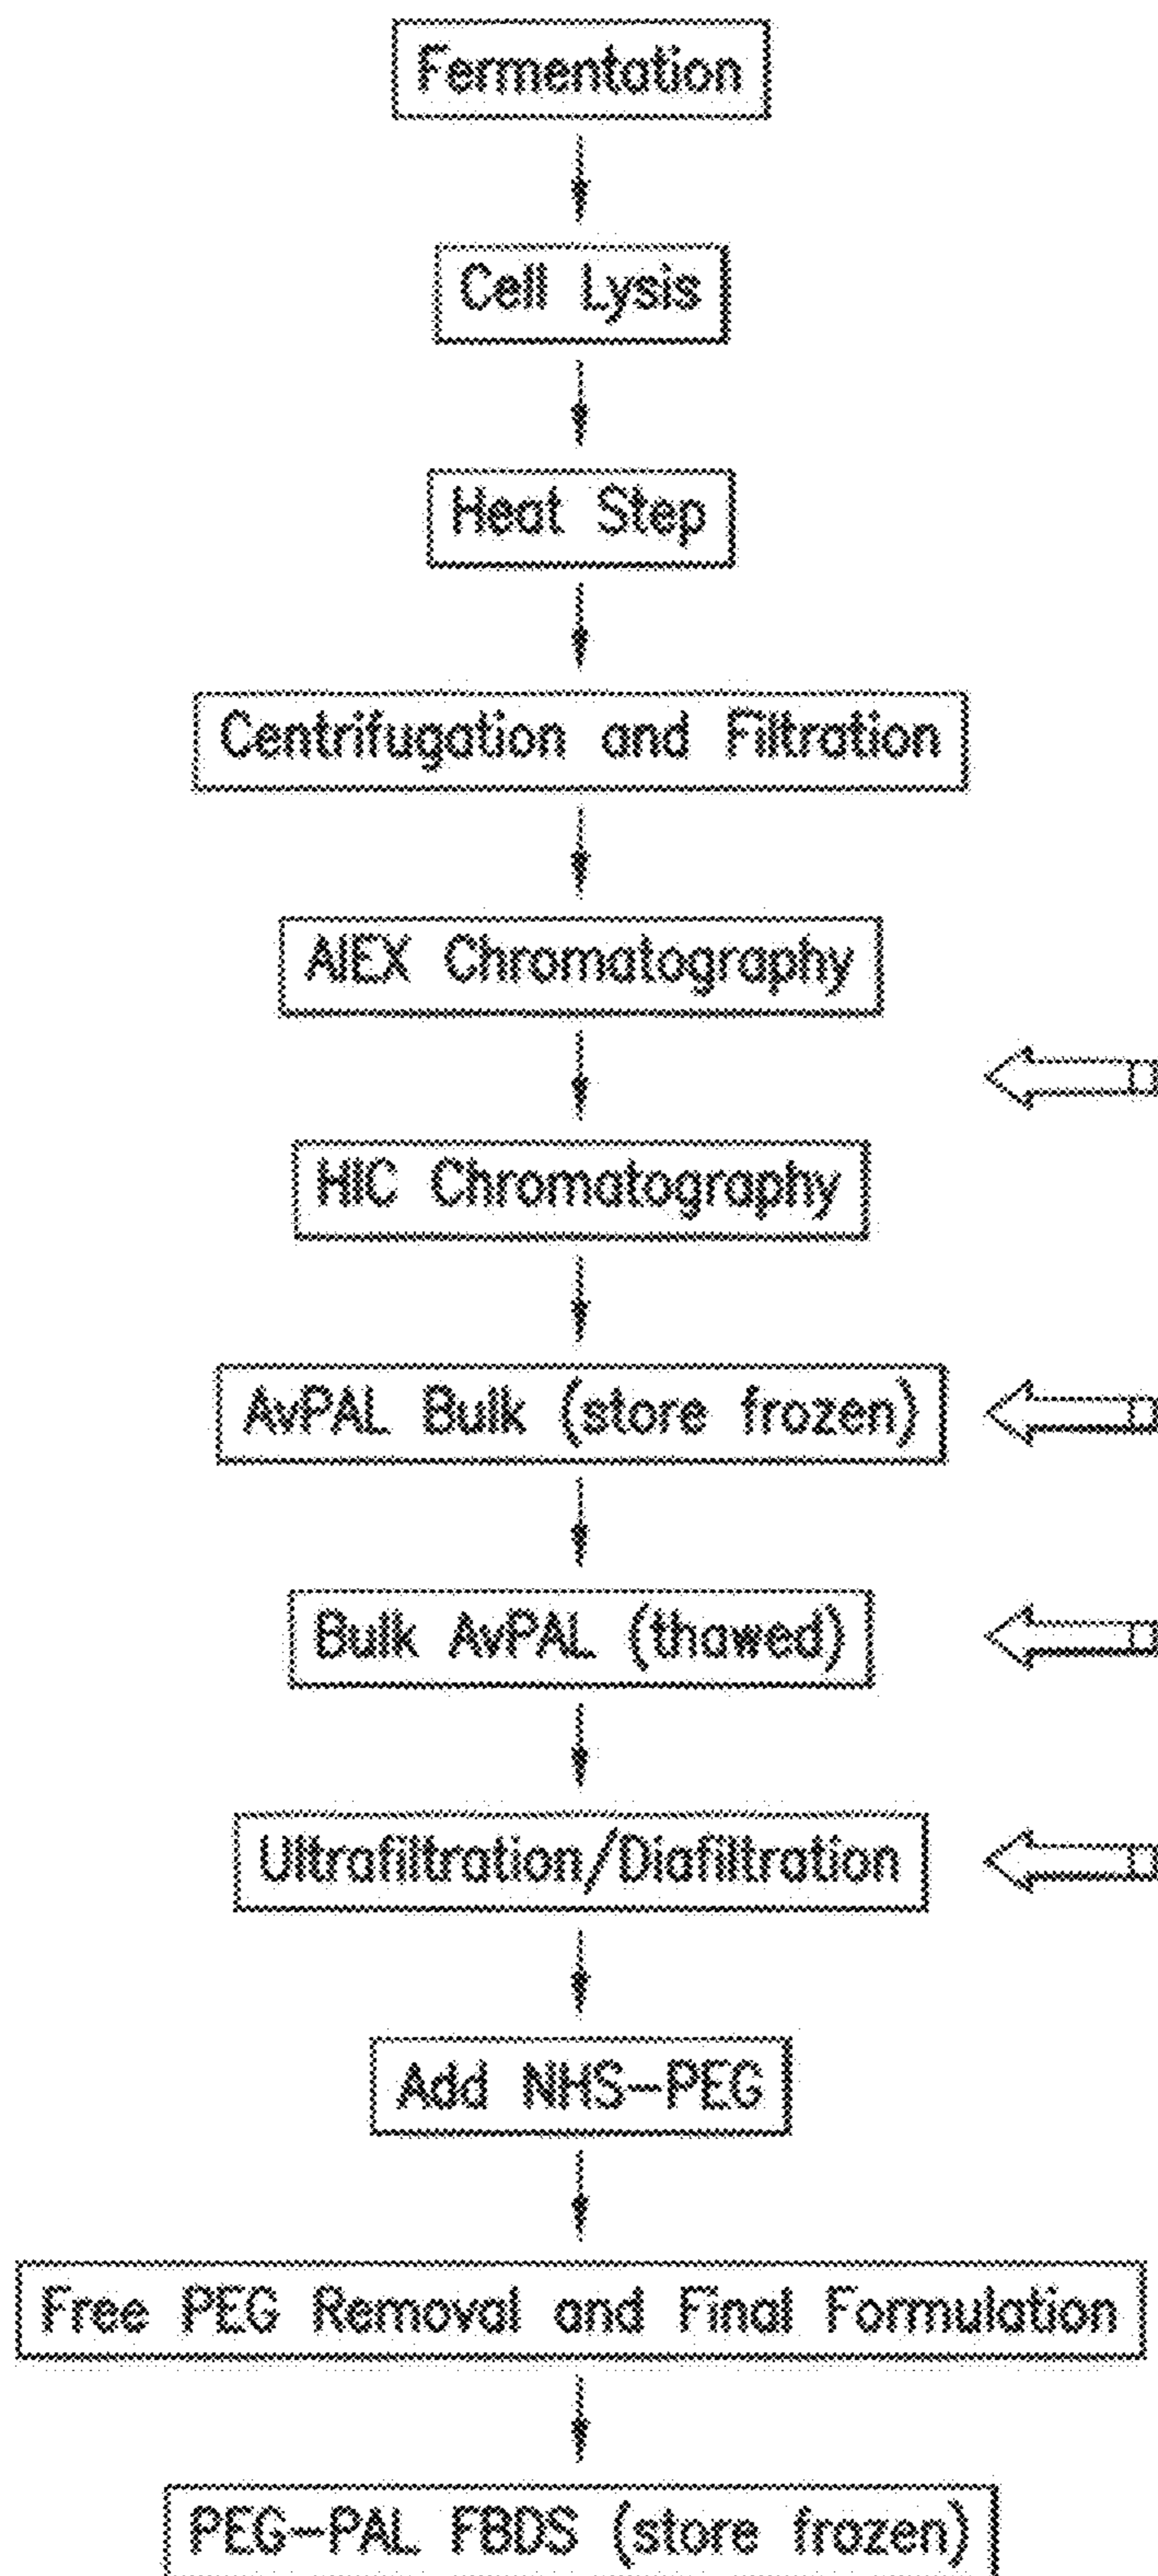 Fermentation
Cell Lysis
Heat Step
Centrifugation and Filtration
AIEX Chromatography
HIC Chromatography
AvPAL Bulk (store frozen)
Bulk AvPAL (thawed)
Ultrafiltration/Diafiltration
Add NHS-PEG
Free PEG Removal and Final Formulation
PEG-PAL FBDS (store frozen)